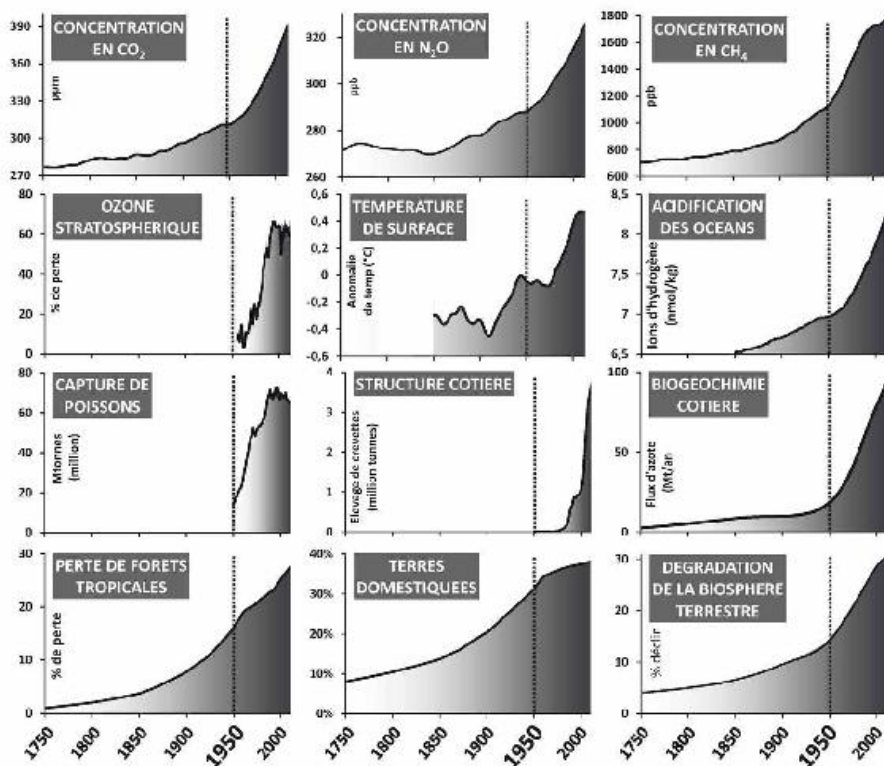 CONCENTRATION
EN CO₂
ppm
390
350
310
270
CONCENTRATION
EN N₂O
ppb
320
300
280
260
CONCENTRATION
EN CH₄
ppb
1800
1600
1400
1200
1000
800
600
OZONE
STRATOSPHERIQUE
% de perte
80
60
40
20
0
TEMPERATURE
DE SURFACE
Anomalie
de temp (°C)
0,6
0,4
0,2
0
-0,2
-0,4
-0,6
ACIDIFICATION
DES OCEANS
Ions d'hydrogène
(nmol/kg)
8,5
8
7,5
7
6,5
CAPTURE DE
POISSONS
Mtonnes
(million)
80
60
40
20
0
STRUCTURE COTIERE
Elevage de crevettes
(million tonnes)
4
3
2
1
0
BIOGEOCHIMIE
COTIERE
Flux d'azote
(Mt/an
100
50
0
PERTE DE FORETS
TROPICALES
% de perte
30
20
10
0
TERRES
DOMESTIQUEES
40%
30%
20%
10%
0%
DEGRADATION
DE LA BIOSPHERE
TERRESTRE
% déclin
30
20
10
0
1750 1800 1850 1900 1950 2000
1750 1800 1850 1900 1950 2000
1750 1800 1850 1900 1950 2000